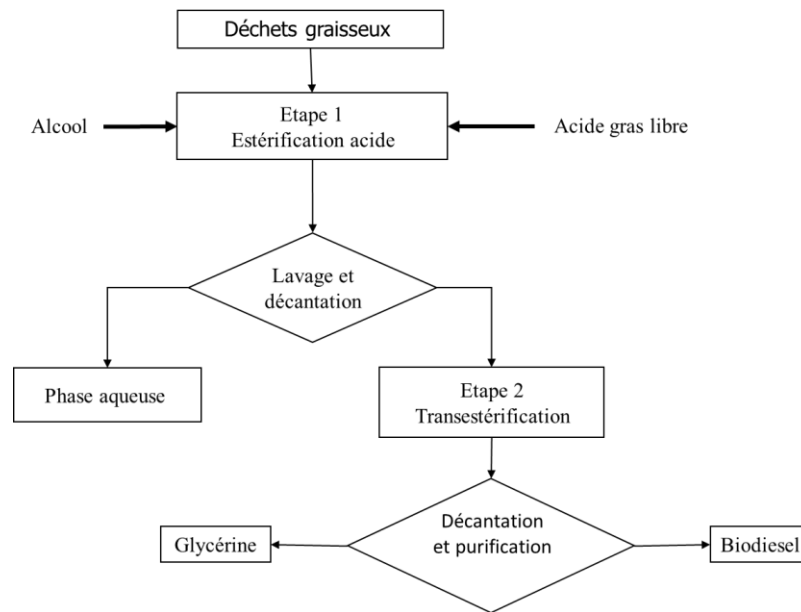 Déchets graisseux
Etape 1
Estérification acide
Alcool
Acide gras libre
Lavage et
décantation
Phase aqueuse
Etape 2
Transestérification
Décantation
et purification
Glycérine
Biodiesel